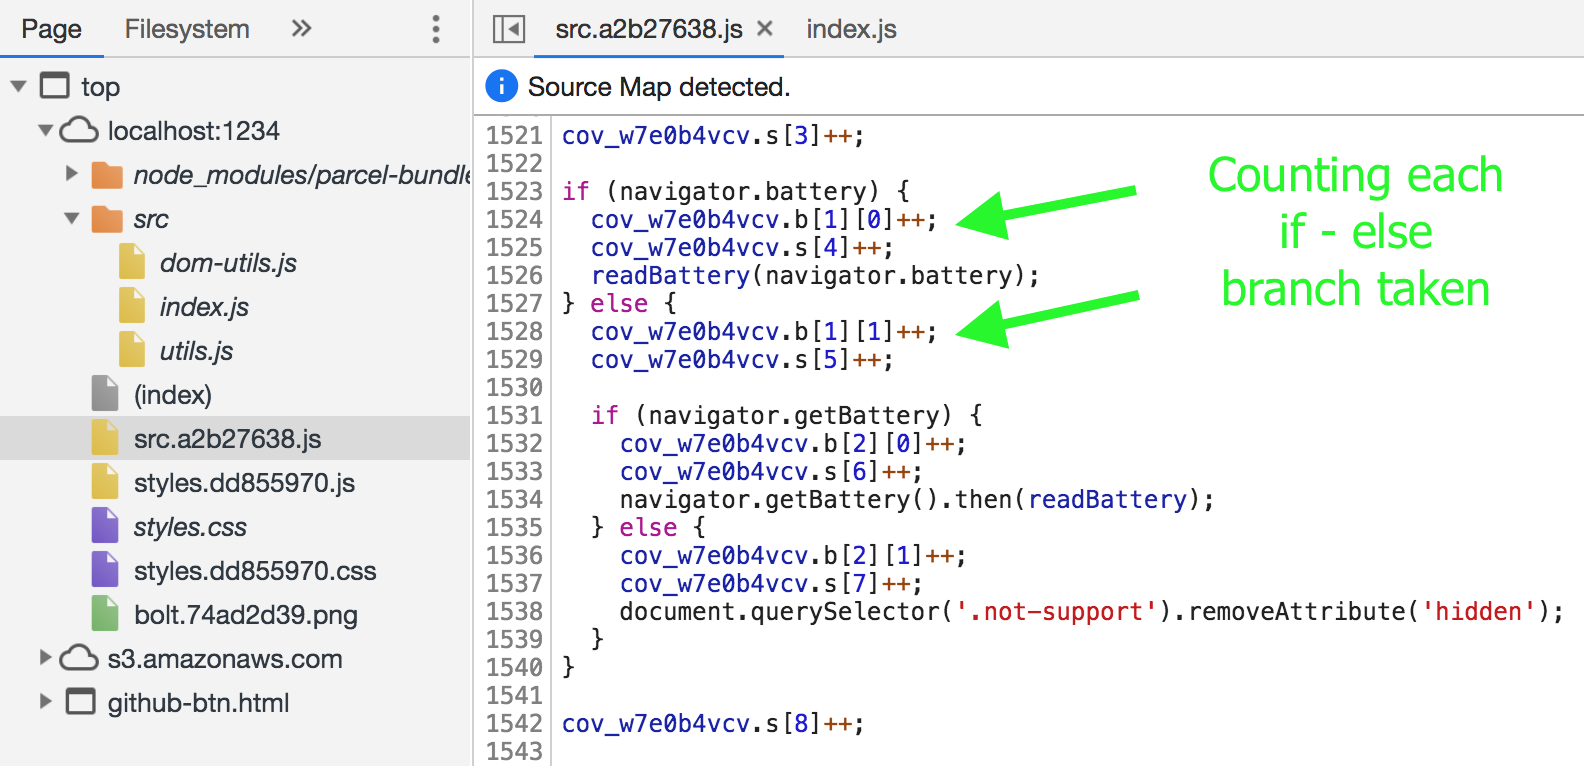 Page
Filesystem
top
localhost:1234
node_modules/parcel-bundle
src
dom-utils.js
index.js
utils.js
(index)
src.a2b27638.js
styles.dd855970.js
styles.css
styles.dd855970.css
bolt.74ad2d39.png
s3.amazonaws.com
github-btn.html
src.a2b27638.js
index.js
Source Map detected.
1521 cov_w7e0b4vcv.s[3]++;
1522
1523 if (navigator.battery) {
1524   cov_w7e0b4vcv.b[1][0]++;
1525   cov_w7e0b4vcv.s[4]++;
1526   readBattery(navigator.battery);
1527 } else {
1528   cov_w7e0b4vcv.b[1][1]++;
1529   cov_w7e0b4vcv.s[5]++;
1530
1531   if (navigator.getBattery) {
1532     cov_w7e0b4vcv.b[2][0]++;
1533     cov_w7e0b4vcv.s[6]++;
1534     navigator.getBattery().then(readBattery);
1535   } else {
1536     cov_w7e0b4vcv.b[2][1]++;
1537     cov_w7e0b4vcv.s[7]++;
1538     document.querySelector('.not-support').removeAttribute('hidden');
1539   }
1540 }
1541
1542 cov_w7e0b4vcv.s[8]++;
1543
Counting each
if - else
branch taken